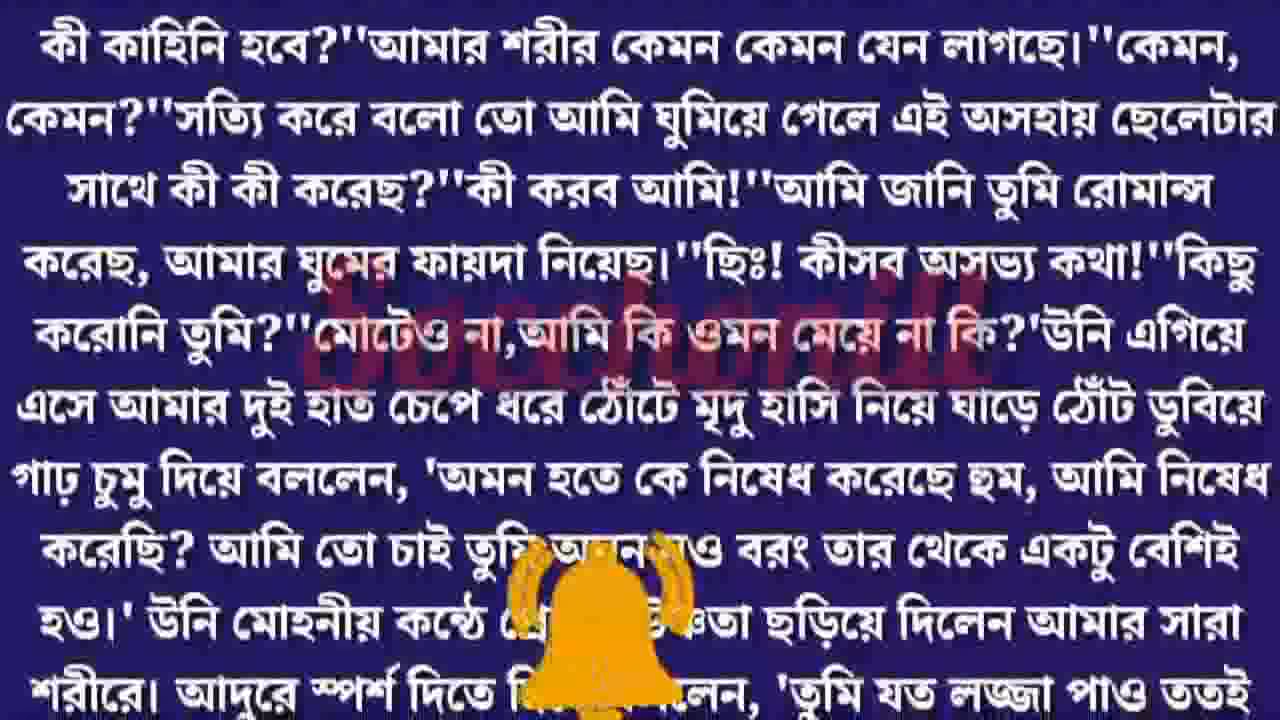 কী কাহিনি হবে?''আমার শরীর কেমন কেমন যেন লাগছে।''কেমন,
কেমন?''সত্যি করে বলো তো আমি ঘুমিয়ে গেলে এই অসহায় ছেলেটার
সাথে কী কী করেছ?''কী করব আমি!''আমি জানি তুমি রোমান্স
করেছ, আমার ঘুমের ফায়দা নিয়েছ।''ছিঃ! কীসব অসভ্য কথা!''কিছু
করোনি তুমি?''মোটেও না,আমি কি ওমন মেয়ে না কি?'উনি এগিয়ে
এসে আমার দুই হাত চেপে ধরে ঠোঁটে মৃদু হাসি নিয়ে ঘাড়ে ঠোঁট ডুবিয়ে
গাঢ় চুমু দিয়ে বললেন, 'অমন হতে কে নিষেধ করেছে হুম, আমি নিষেধ
করেছি? আমি তো চাই তুমি বরং তার থেকে একটু বেশিই
হও।' উনি মোহনীয় কন্ঠে ছড়িয়ে দিলেন আমার সারা
শরীরে। আদুরে স্পর্শ দিতে 'তুমি যত লজ্জা পাও ততই